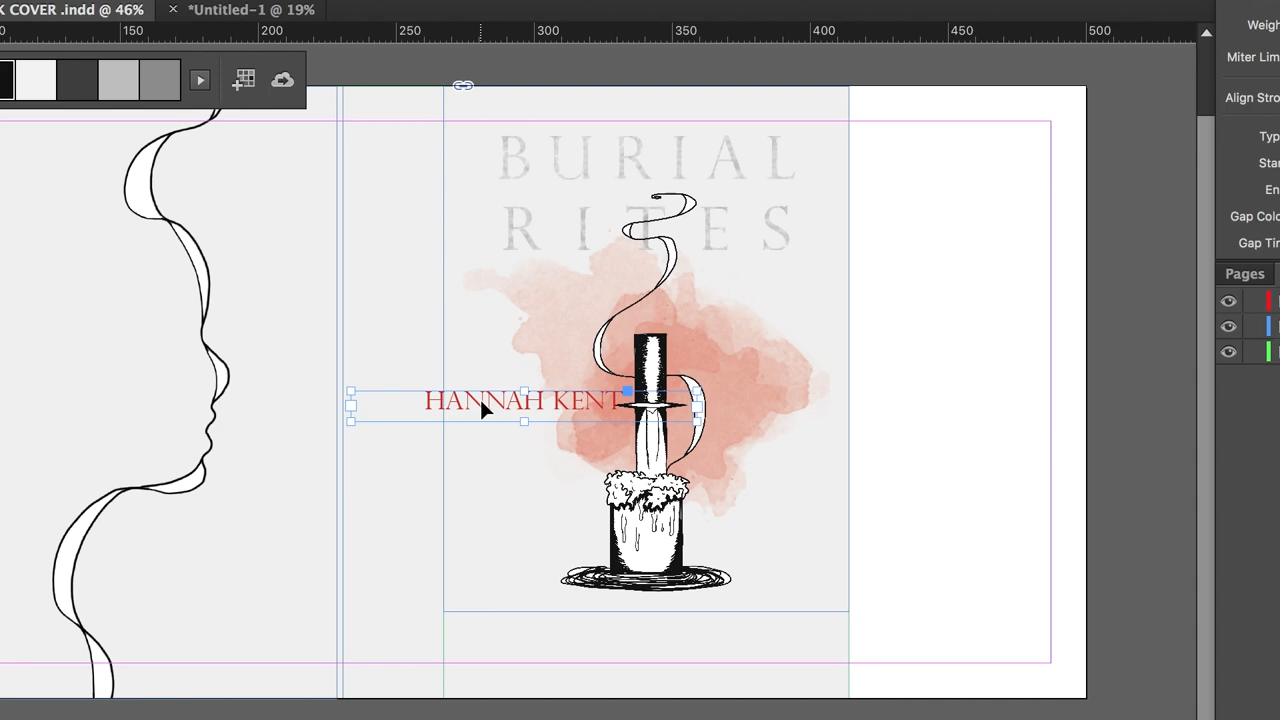 K COVER .indd @ 46%
× *Untitled-1 @ 19%
150 200 250 300 350 400 450 500
Weigh
Miter Lim
Align Stro
Typ
Sta
En
Gap Colo
Gap Tin
Pages
BURIAL
RITES
HANNAH KENT